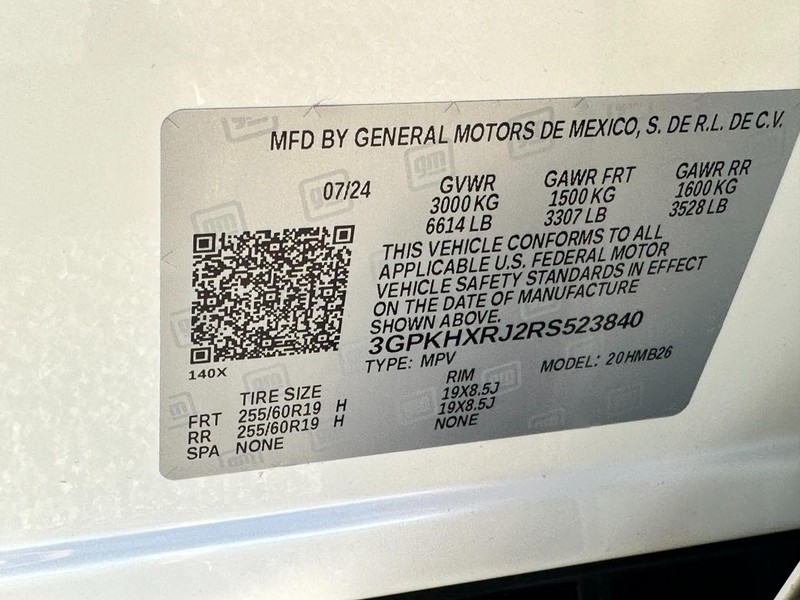 MFD BY GENERAL MOTORS DE MEXICO, S. DE R.L. DE C.V.
07/24 GVWR GAWR FRT GAWR RR
3000 KG 1500 KG 1600 KG
6614 LB 3307 LB 3528 LB
THIS VEHICLE CONFORMS TO ALL
APPLICABLE U.S. FEDERAL MOTOR
VEHICLE SAFETY STANDARDS IN EFFECT
ON THE DATE OF MANUFACTURE
SHOWN ABOVE.
3GPKHXRJ2RS523840
140X
TYPE: MPV MODEL: 20HMB26
TIRE SIZE RIM
FRT 255/60R19 H 19X8.5J
RR 255/60R19 H 19X8.5J
SPA NONE NONE